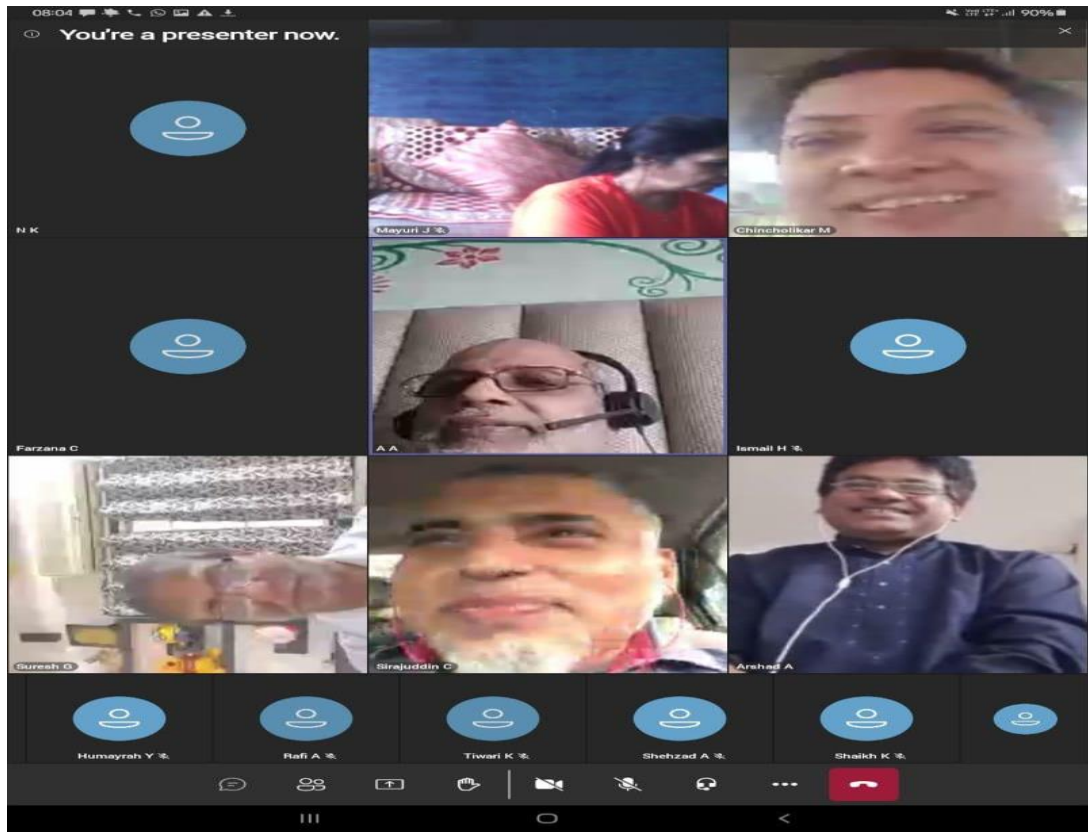 08:04
90%
You're a presenter now.
N K
Mayuri J
Chincholikar M
Farzana C
A A
Ismail H
Suresh G
Sirajuddin C
Arshad A
Humayrah Y
Rafi A
Tiwari K
Shehzad A
Shaikh K